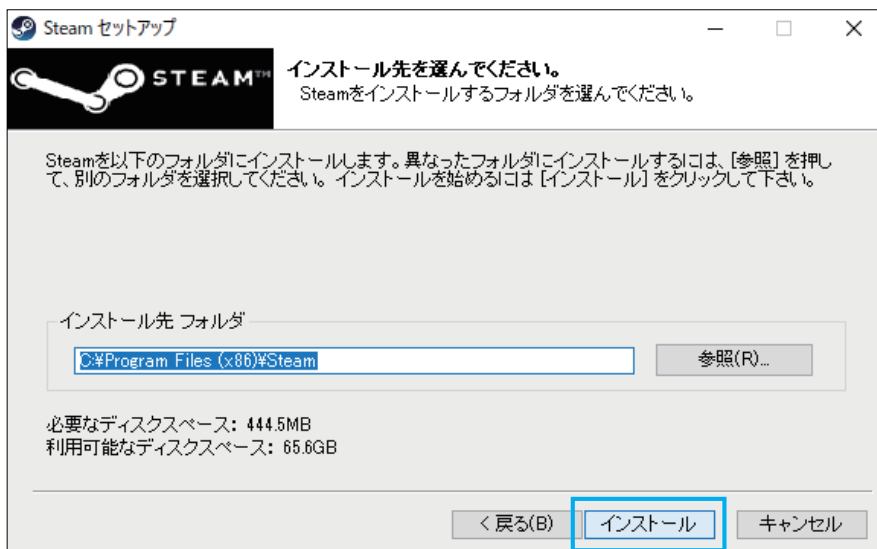 Steam セットアップ
STEAM™
インストール先を選んでください。
Steamをインストールするフォルダを選んでください。
Steamを以下のフォルダにインストールします。異なったフォルダにインストールするには、[参照] を押し
て、別のフォルダを選択してください。インストールを始めるには [インストール] をクリックして下さい。
インストール先 フォルダ
C:¥Program Files (x86)¥Steam
参照(R)...
必要なディスクスペース: 444.5MB
利用可能なディスクスペース: 65.6GB
< 戻る(B)
インストール
キャンセル